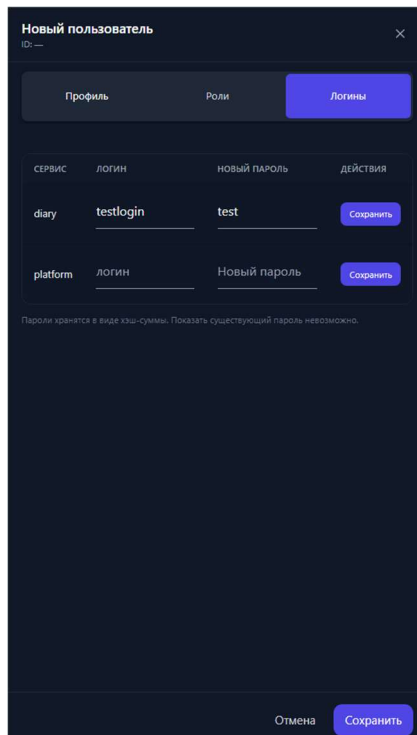 Новый пользователь
ID: —
Профиль Роли Логины
СЕРВИС ЛОГИН НОВЫЙ ПАРОЛЬ ДЕЙСТВИЯ
diary testlogin test Сохранить
platform логин Новый пароль Сохранить
Пароли хранятся в виде хэш-суммы. Показать существующий пароль невозможно.
Отмена Сохранить